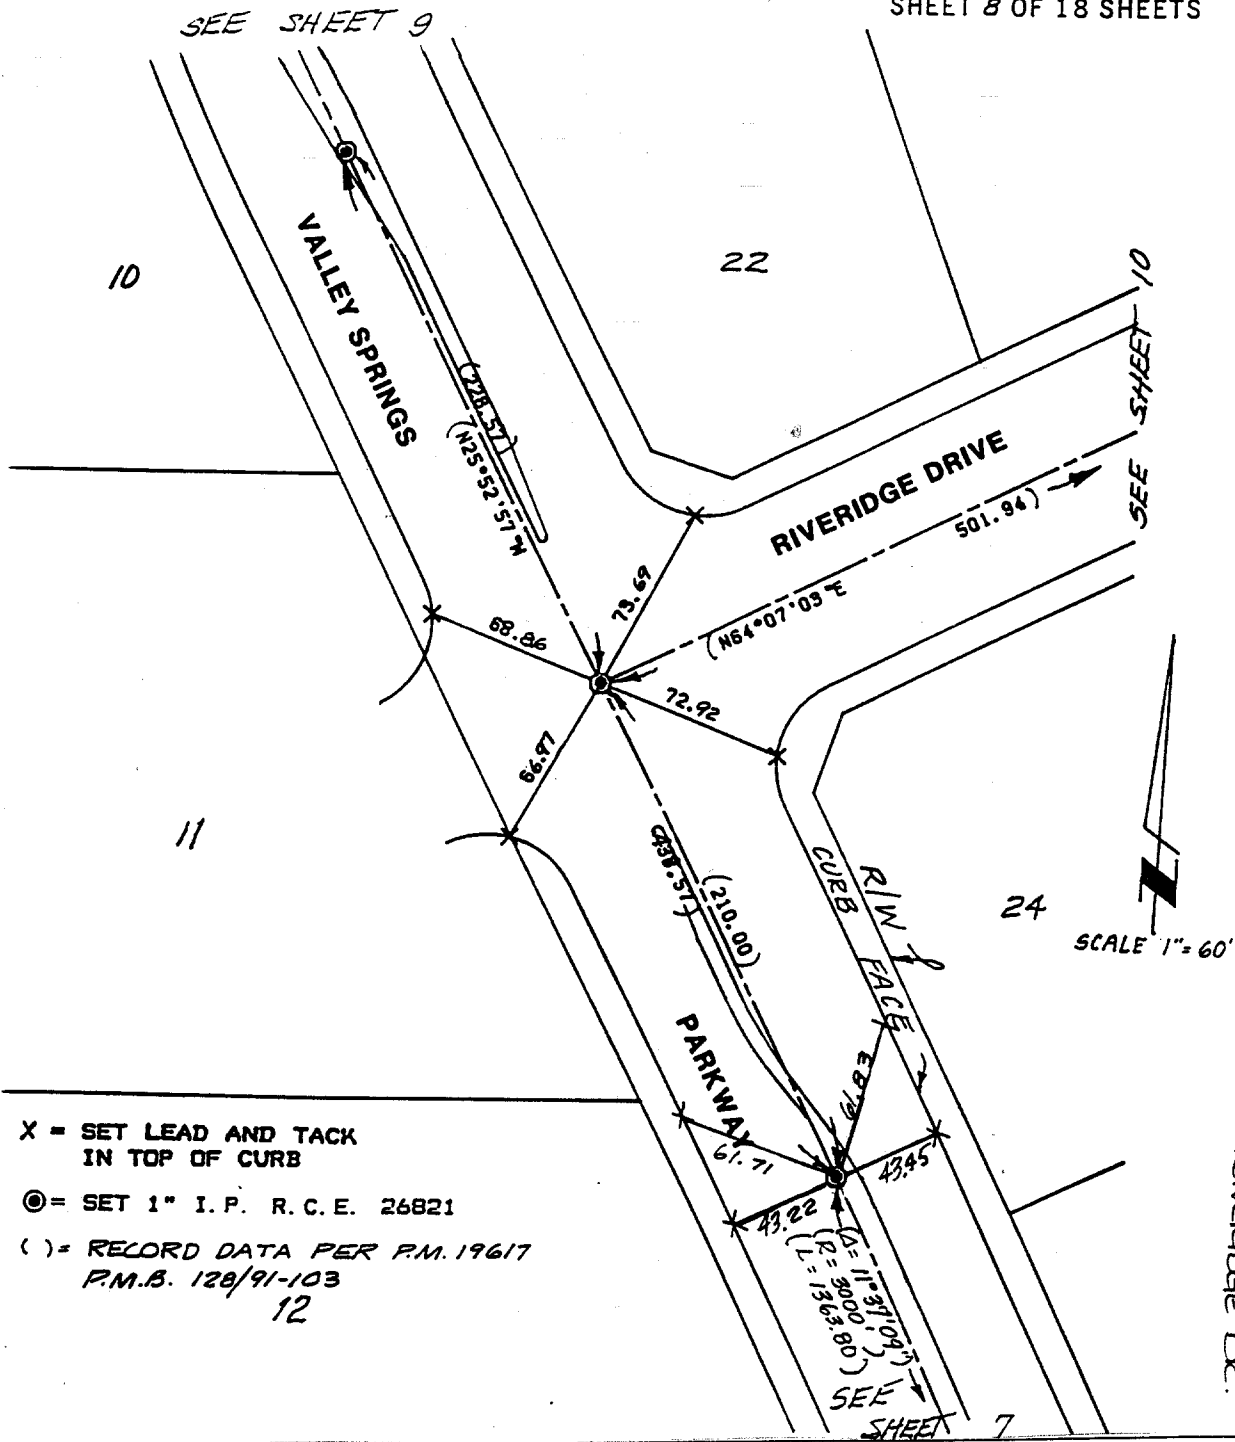 SHEET 8 OF 18 SHEETS
SEE SHEET 9
10
22
VALLEY SPRINGS
SEE SHEET 10
(228.57)
(N25°52'57"W
RIVERIDGE DRIVE
501.94)
(N64°07'03"E
73.69
68.86
72.92
66.97
11
(438.57)
(210.00)
CURB FACE
R/W
24
SCALE 1"=60'
PARKWAY
61.83
61.71
43.45
43.22
(Δ=11°37'09")
(R=3000')
(L=1363.80)
SEE
SHEET 7
X = SET LEAD AND TACK
IN TOP OF CURB
= SET 1" I.P. R.C.E. 26821
( )= RECORD DATA PER P.M. 19617
P.M.B. 128/91-103
12